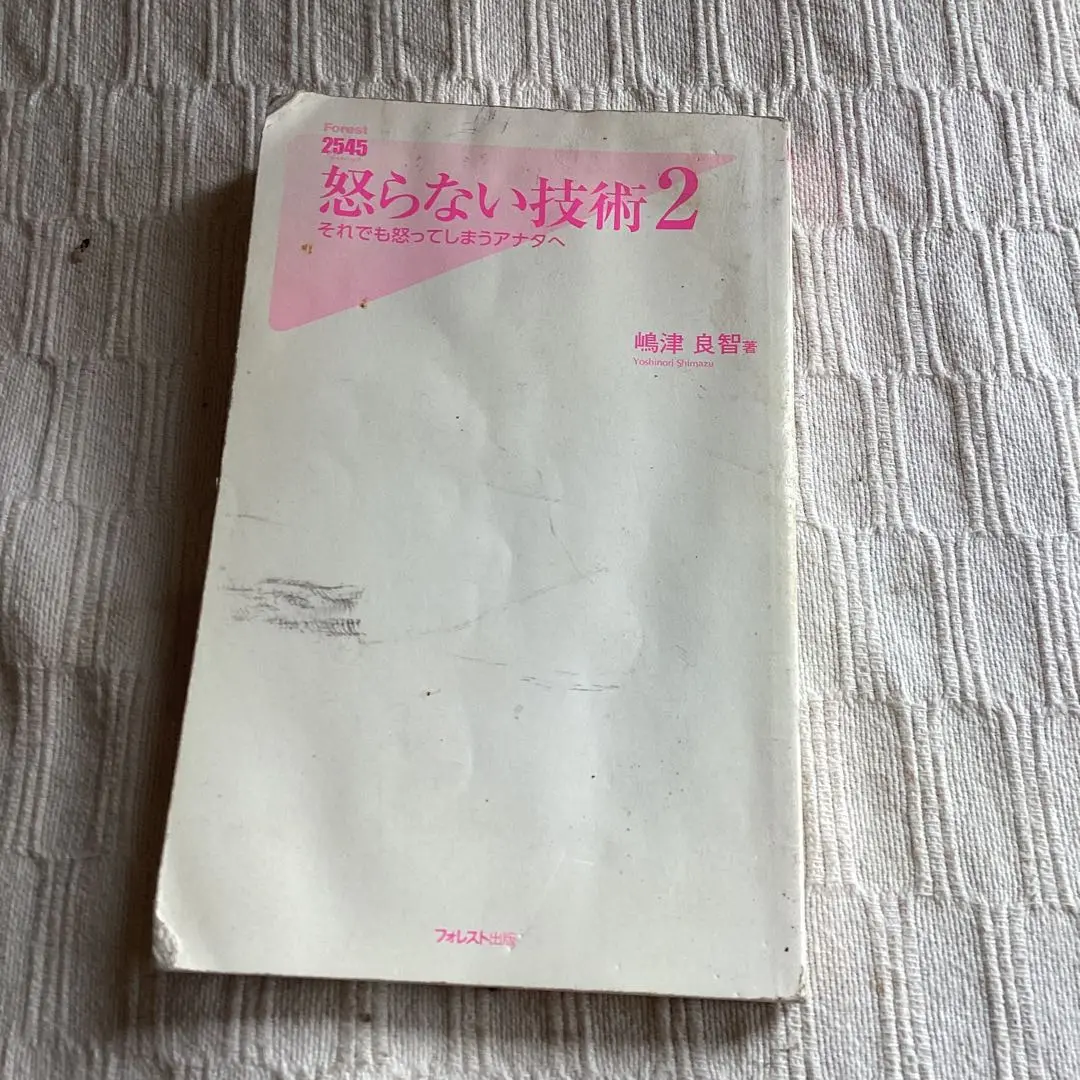 Forest
2545
怒らない技術2
それでも怒ってしまうアナタへ
嶋津 良智著
Yoshinori Shimazu
フォレスト出版